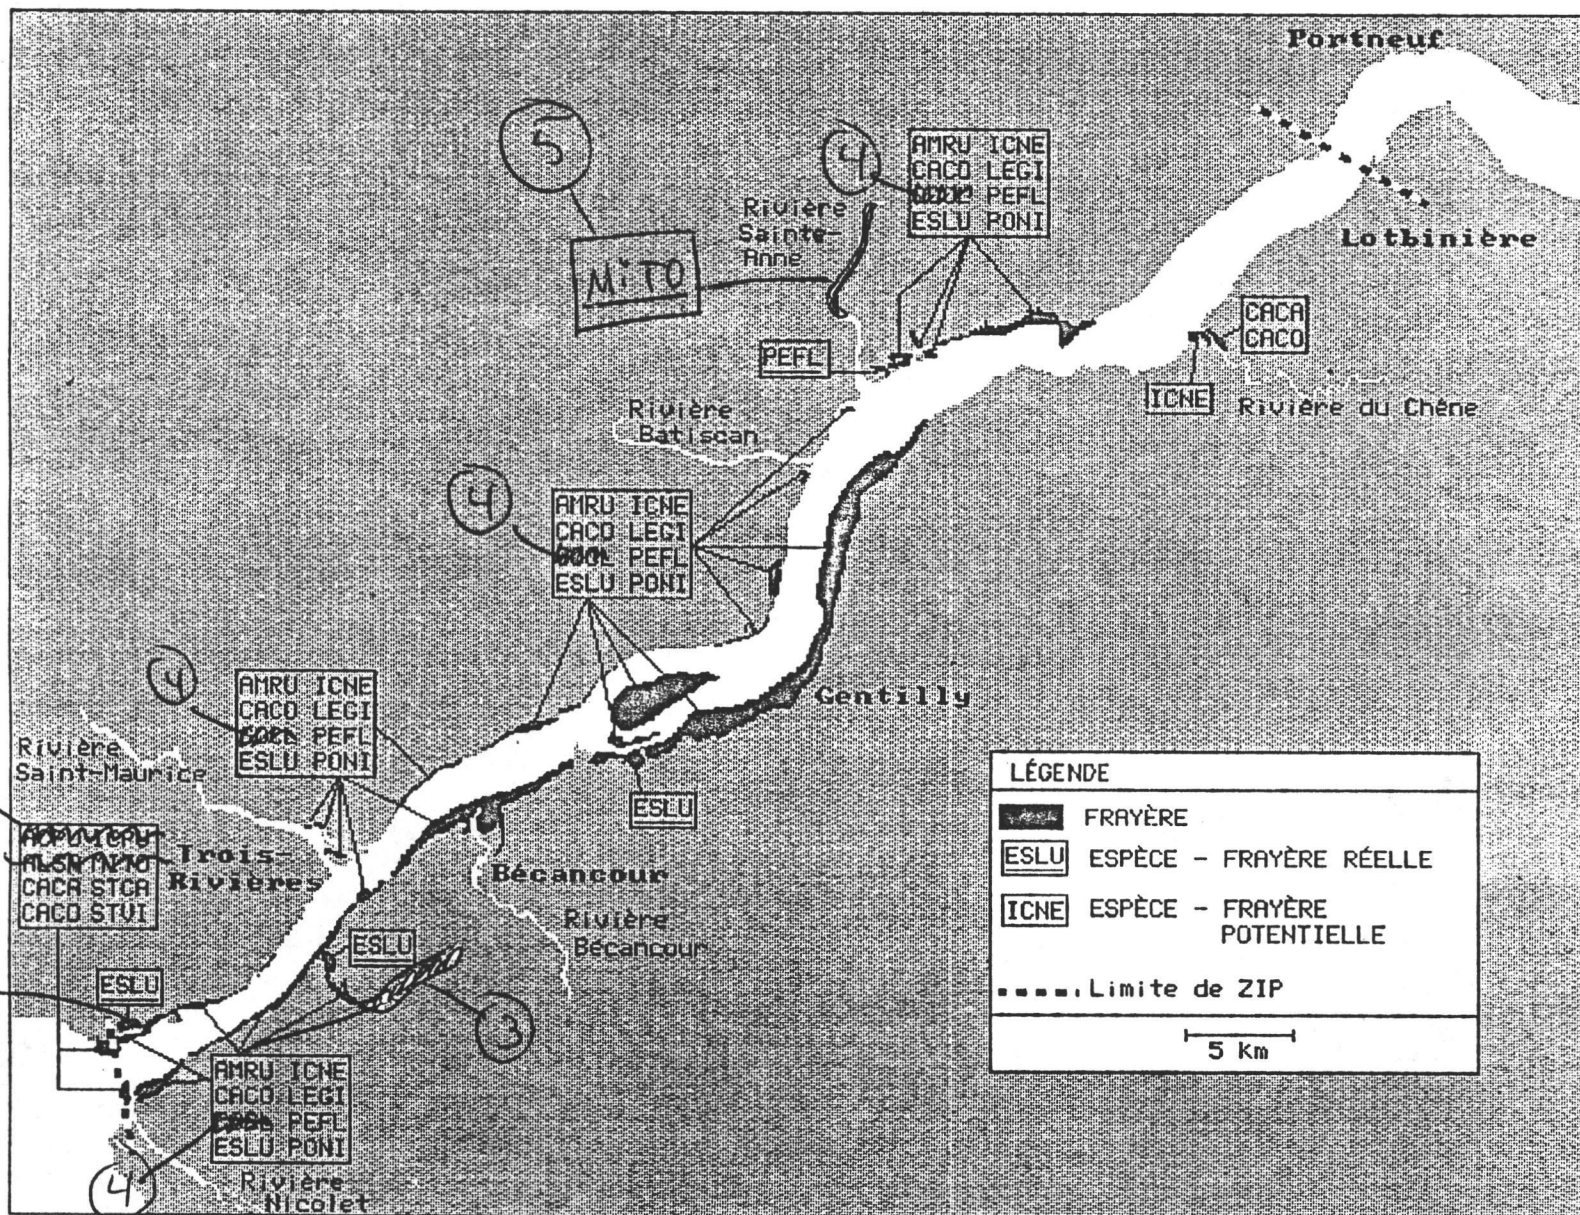 Portneuf
5
4
AMRU ICNE
CACO LEGI
PEFL
ESLU PONI
Rivière
Sainte-
Anne
Lotbinière
MiTO
CACA
CACO
PEFL
ICNE
Rivière du Chêne
Rivière
Batiscan
4
AMRU ICNE
CACO LEGI
PEFL
ESLU PONI
4
AMRU ICNE
CACO LEGI
PEFL
ESLU PONI
Gentilly
Rivière
Saint-Maurice
ESLU
LÉGENDE
FRAYÈRE
ESLU ESPÈCE - FRAYÈRE RÉELLE
ICNE ESPÈCE - FRAYÈRE
POTENTIELLE
Limite de ZIP
5 Km
CACA STCA
CACO STVI
Trois-
Rivières
Bécancour
Rivière
Bécancour
ESLU
ESLU
3
AMRU ICNE
CACO LEGI
PEFL
ESLU PONI
4
Rivière
Nicolet